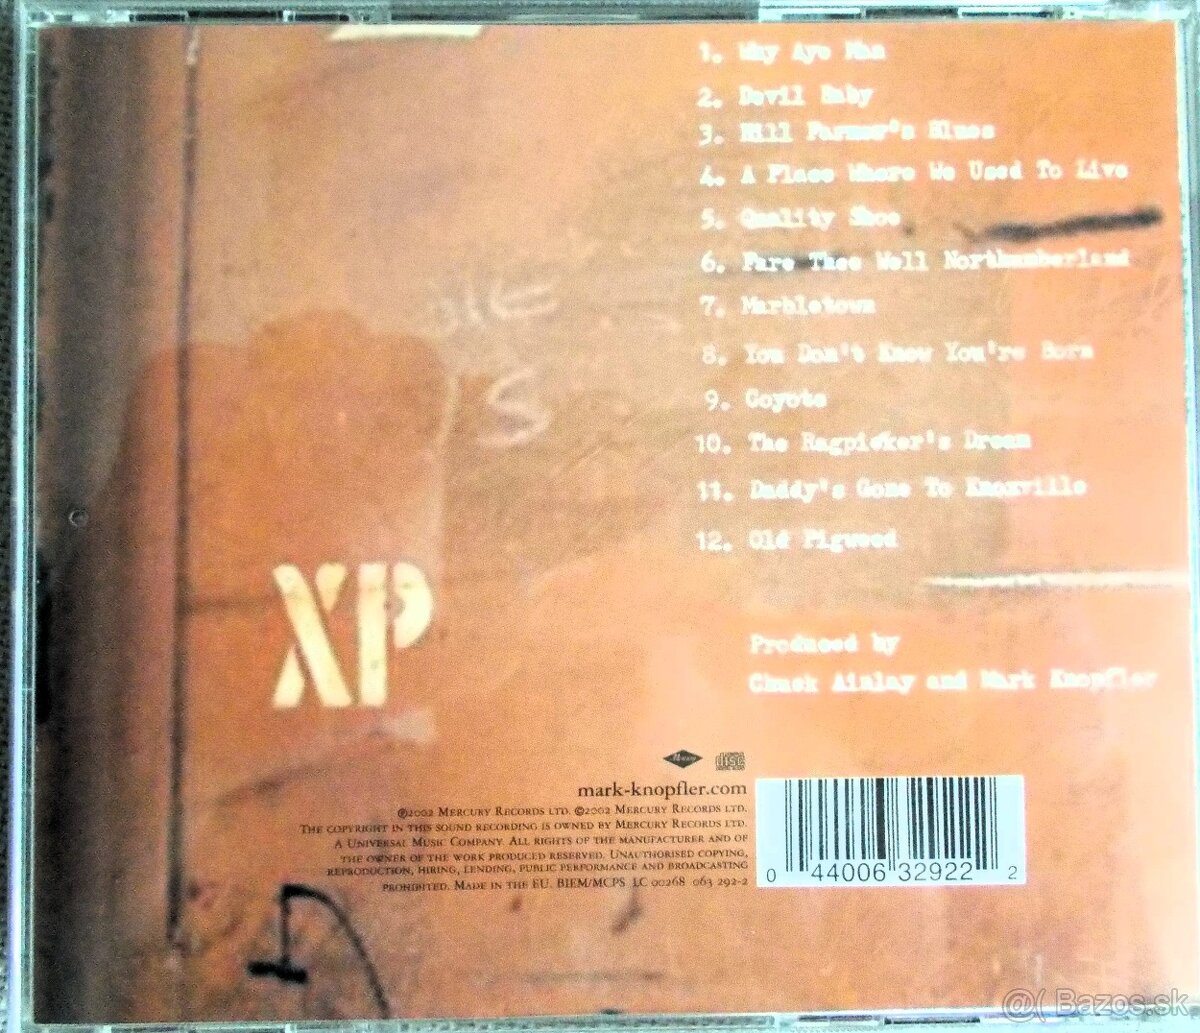 1. Why Aye Man
2. Devil Baby
3. Hill Farmer's Blues
4. A Place Where We Used To Live
5. Quality Shoe
6. Fare Thee Well Northumberland
7. Marbletown
8. You Don't Know You're Born
9. Coyote
10. The Ragpicker's Dream
11. Daddy's Gone To Knoxville
12. Old Pigweed
XP
Produced by
Chuck Ainlay and Mark Knopfler
disc
mark-knopfler.com
℗2002 Mercury Records Ltd. ©2002 Mercury Records Ltd.
The copyright in this sound recording is owned by Mercury Records Ltd.
A Universal Music Company. All rights of the manufacturer and of
the owner of the work produced reserved. Unauthorised copying,
reproduction, hiring, lending, public performance and broadcasting
prohibited. Made in the EU. BIEM/MCPS LC 00268 063 292-2
0 44006 32922 2
@( Bazos.sk